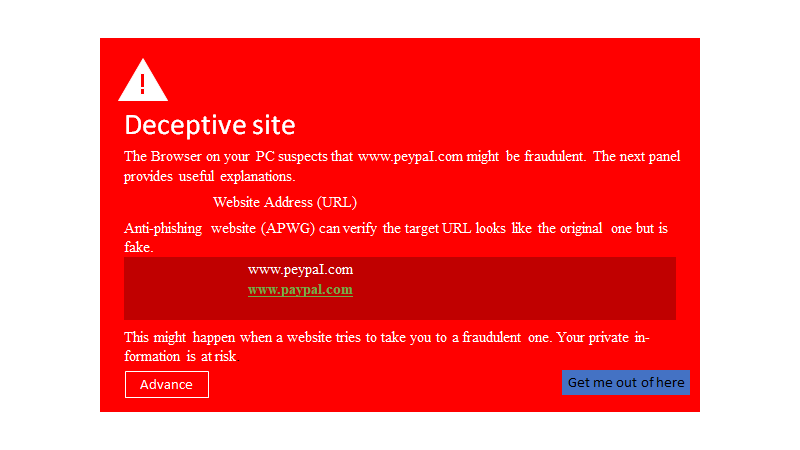 !
Deceptive site
The Browser on your PC suspects that www.peypaI.com might be fraudulent. The next panel
provides useful explanations.
Website Address (URL)
Anti-phishing website (APWG) can verify the target URL looks like the original one but is
fake.
www.peypaI.com
www.paypal.com
This might happen when a website tries to take you to a fraudulent one. Your private in-
formation is at risk.
Advance
Get me out of here